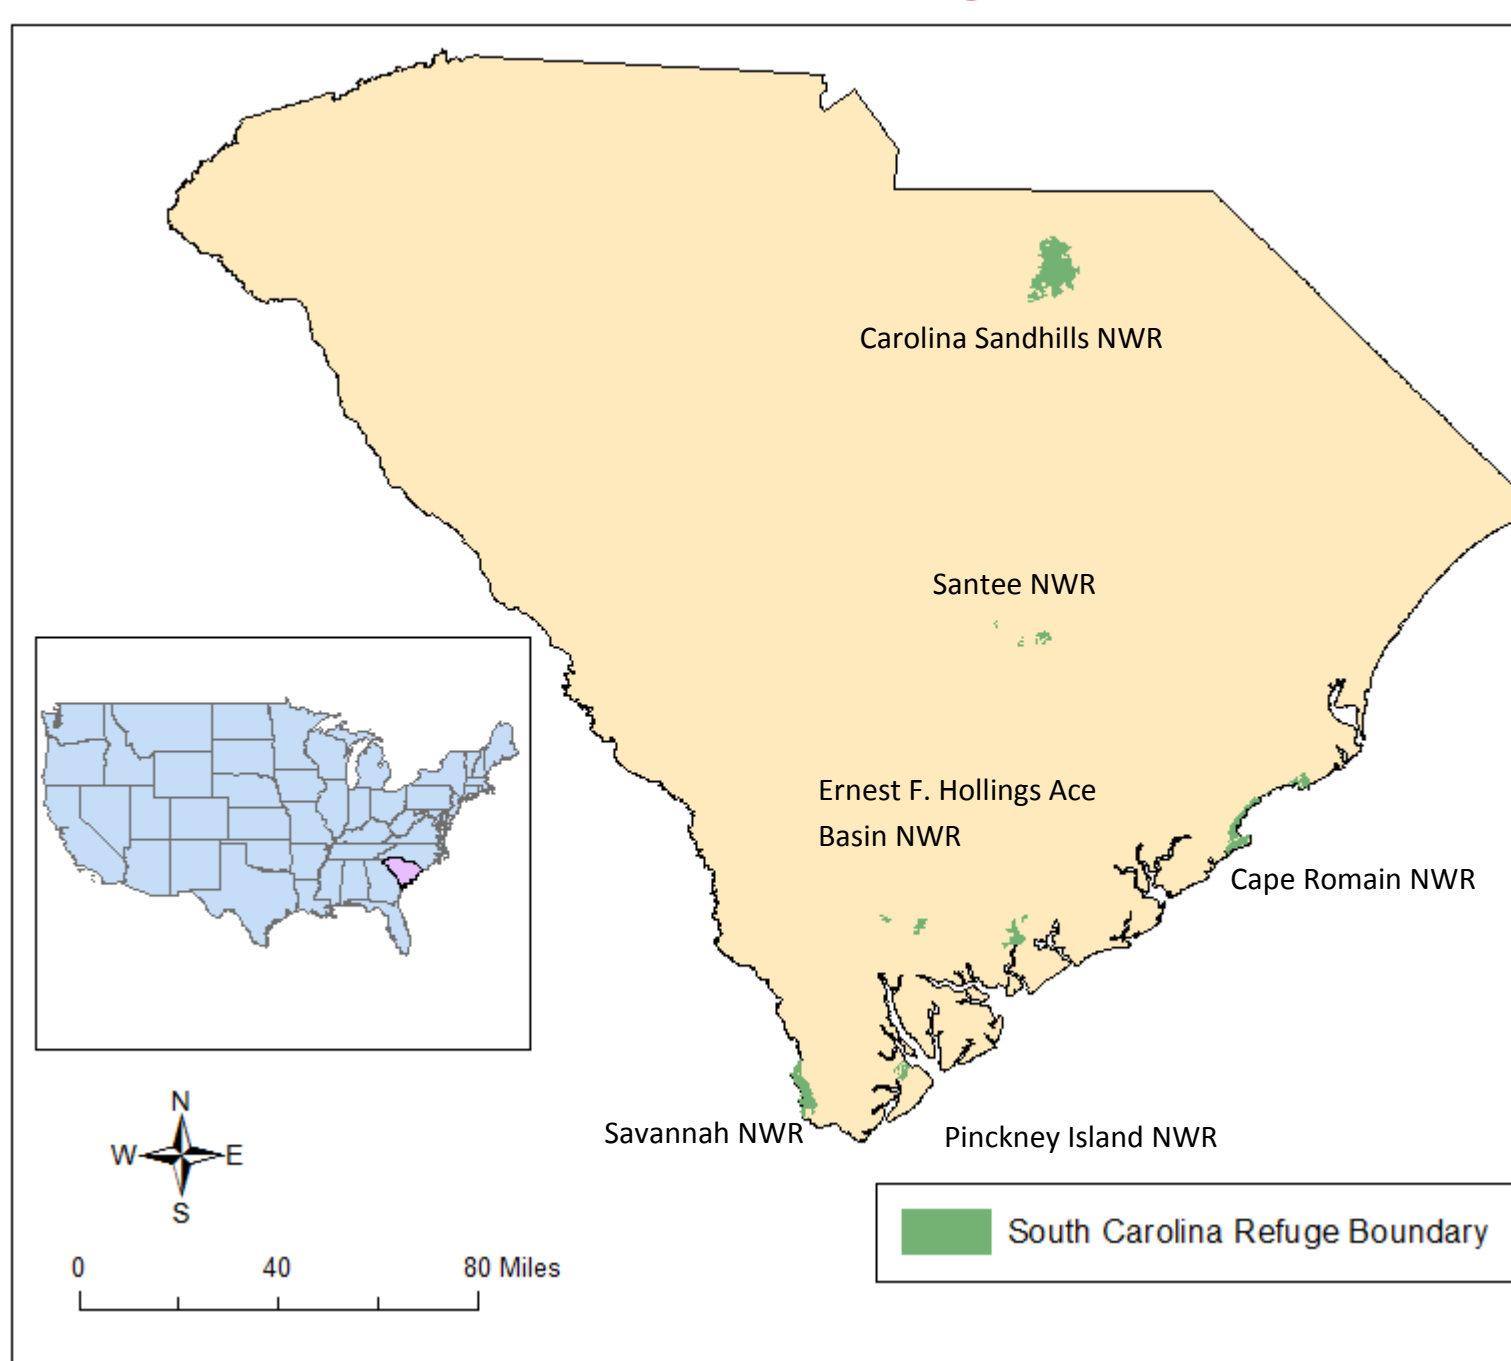 Carolina Sandhills NWR
Santee NWR
Ernest F. Hollings Ace
Basin NWR
Cape Romain NWR
Savannah NWR
Pinckney Island NWR
N
W E
S
South Carolina Refuge Boundary
0 40 80 Miles